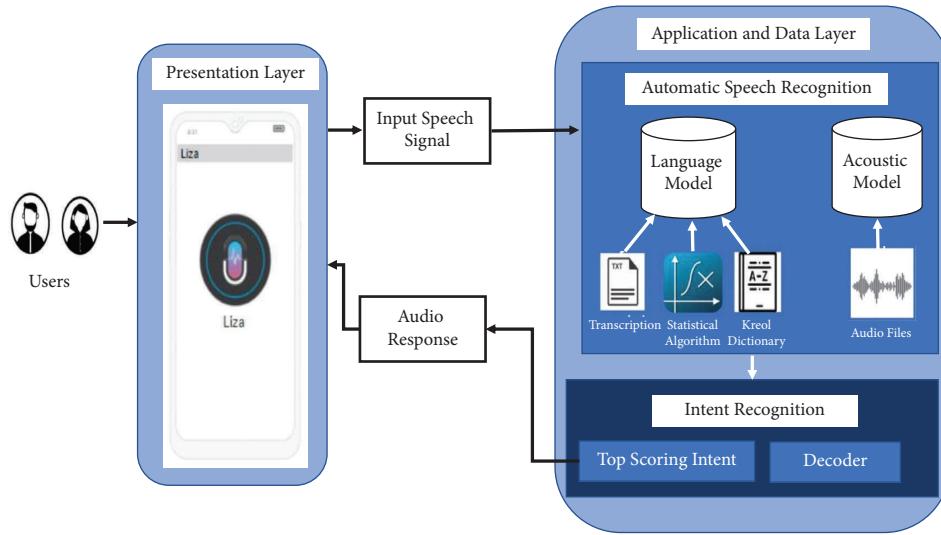 Application and Data Layer
Presentation Layer
Automatic Speech Recognition
Input Speech
Signal
Liza
Language
Model
Acoustic
Model
Users
TXT
A-Z
Liza
Transcription
Statistical
Algorithm
Kreol
Dictionary
Audio Files
Audio
Response
Intent Recognition
Top Scoring Intent
Decoder